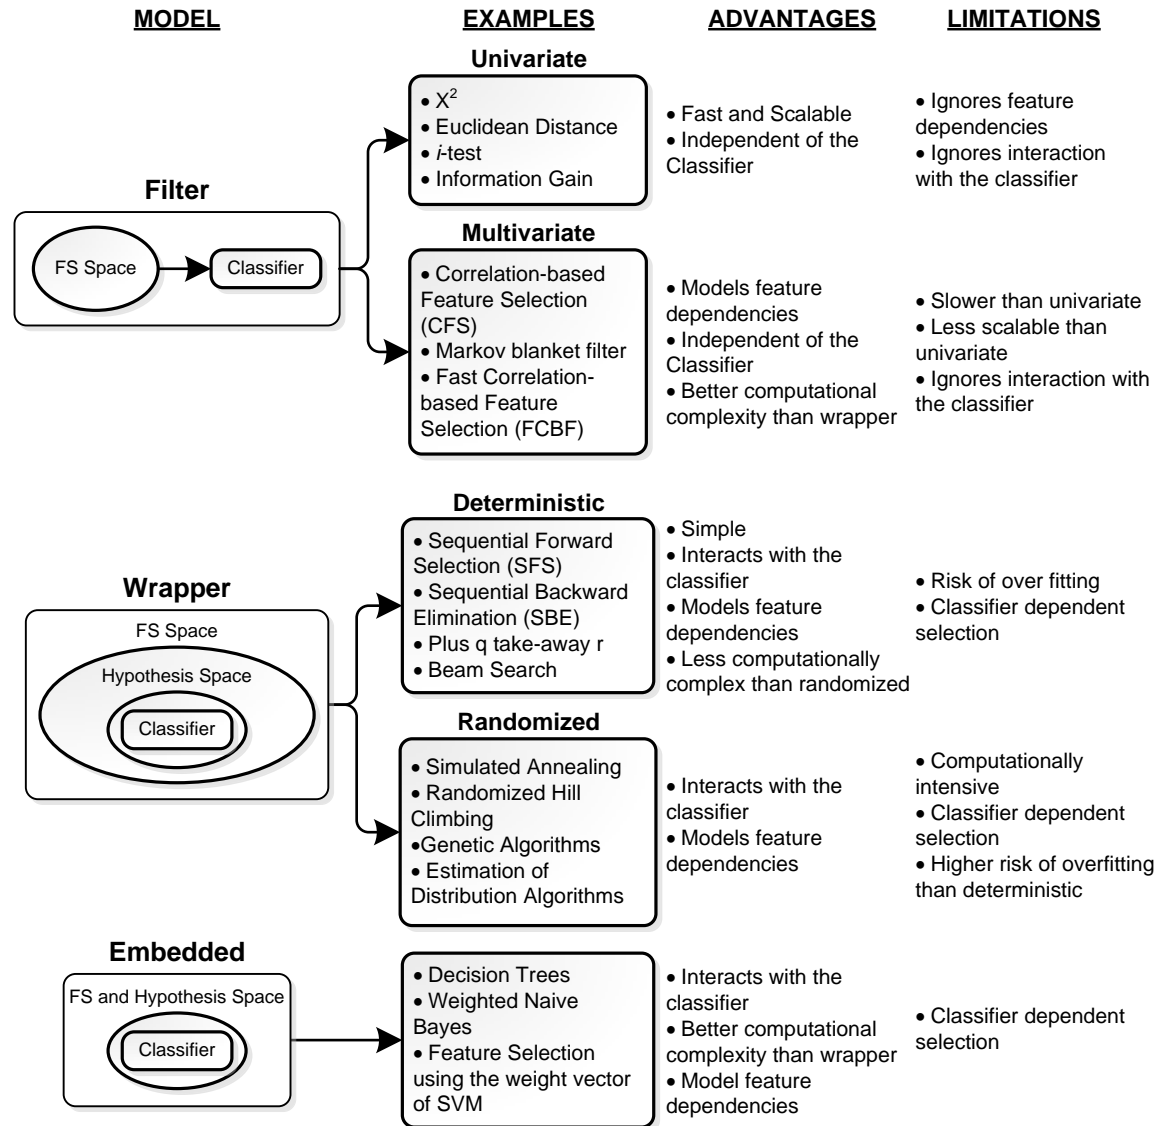 MODEL
EXAMPLES
ADVANTAGES
LIMITATIONS
Filter
FS Space
Classifier
Univariate
• X²
• Euclidean Distance
• i-test
• Information Gain
• Fast and Scalable
• Independent of the
Classifier
• Ignores feature
dependencies
• Ignores interaction
with the classifier
Multivariate
• Correlation-based
Feature Selection
(CFS)
• Markov blanket filter
• Fast Correlation-
based Feature
Selection (FCBF)
• Models feature
dependencies
• Independent of the
Classifier
• Better computational
complexity than wrapper
• Slower than univariate
• Less scalable than
univariate
• Ignores interaction with
the classifier
Wrapper
FS Space
Hypothesis Space
Classifier
Deterministic
• Sequential Forward
Selection (SFS)
• Sequential Backward
Elimination (SBE)
• Plus q take-away r
• Beam Search
• Simple
• Interacts with the
classifier
• Models feature
dependencies
• Less computationally
complex than randomized
• Risk of over fitting
• Classifier dependent
selection
Randomized
• Simulated Annealing
• Randomized Hill
Climbing
•Genetic Algorithms
• Estimation of
Distribution Algorithms
• Interacts with the
classifier
• Models feature
dependencies
• Computationally
intensive
• Classifier dependent
selection
• Higher risk of overfitting
than deterministic
Embedded
FS and Hypothesis Space
Classifier
• Decision Trees
• Weighted Naive
Bayes
• Feature Selection
using the weight vector
of SVM
• Interacts with the
classifier
• Better computational
complexity than wrapper
• Model feature
dependencies
• Classifier dependent
selection